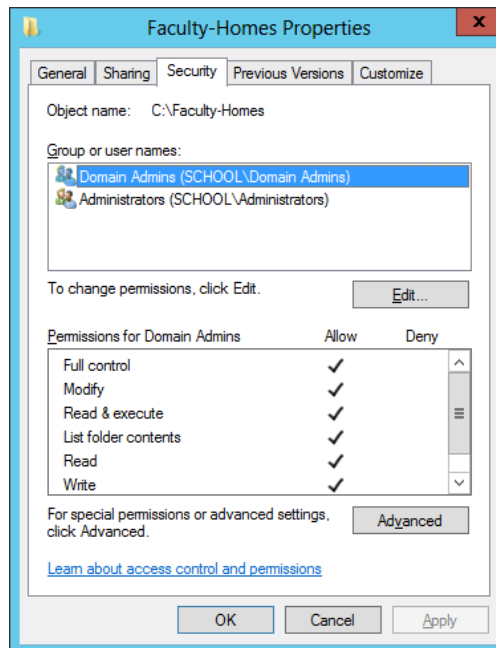 Faculty-Homes Properties
x
General Sharing Security Previous Versions Customize
Object name: C:\Faculty-Homes
Group or user names:
Domain Admins (SCHOOL\Domain Admins)
Administrators (SCHOOL\Administrators)
To change permissions, click Edit.
Edit...
Permissions for Domain Admins Allow Deny
Full control
Modify
Read & execute
List folder contents
Read
Write
For special permissions or advanced settings,
click Advanced.
Advanced
Learn about access control and permissions
OK Cancel Apply